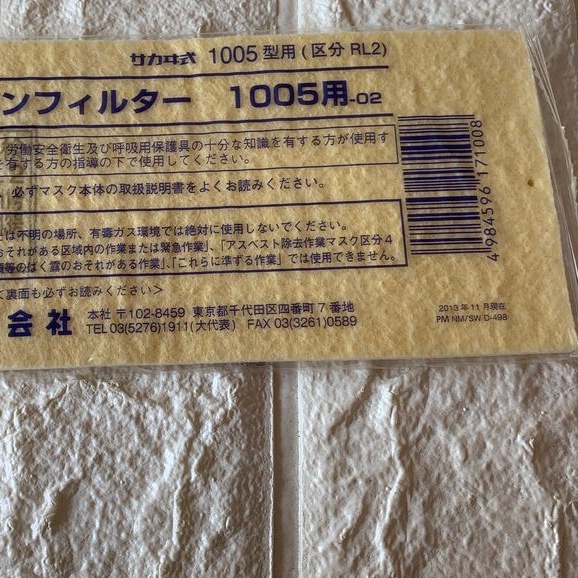 サカヰ式 1005型用(区分 RL2)
ンフィルター 1005用-02
労働安全衛生及び呼吸用保護具の十分な知識を有する方が使用す
を有する方の指導の下で使用してください。
必ずマスク本体の取扱説明書をよくお読みください。
は不明の場所、有毒ガス環境では絶対に使用しないでください。
おそれがある区域内の作業または緊急作業」、「アスベスト除去作業マスク区分4
等のばく露のおそれがある作業」、「これらに準ずる作業」では使用できません。
<裏面も必ずお読みください>
会社 本社 〒102-8459 東京都千代田区四番町7番地
TEL 03(5276)1911(大代表) FAX 03(3261)0589
2013年11月現在
PM NM/SW D-498
4984596171008